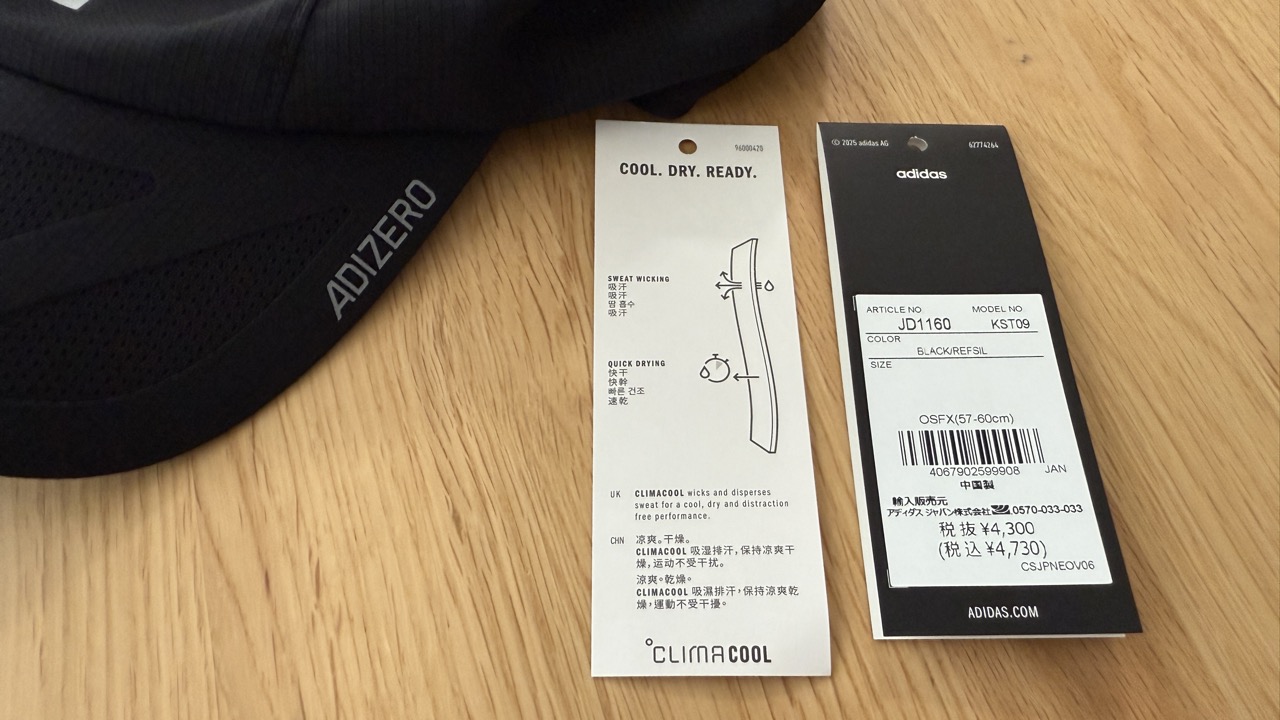 ADIZERO
96000420
COOL. DRY. READY.
SWEAT WICKING
吸汗
吸汗
땀 흡수
吸汗
QUICK DRYING
快干
快幹
빠른 건조
速乾
UK CLIMACOOL wicks and disperses
sweat for a cool, dry and distraction
free performance.
CHN 凉爽。干燥。
CLIMACOOL 吸湿排汗,保持凉爽干
燥,运动不受干扰。
涼爽。乾燥。
CLIMACOOL 吸濕排汗,保持涼爽乾
燥,運動不受干擾。
CLIMACOOL
© 2025 adidas AG
62774264
adidas
ARTICLE NO MODEL NO
JD1160 KST09
COLOR
BLACK/REFSIL
SIZE
OSFX(57-60cm)
4067902599908 JAN
中国製
輸入販売元
アディダス ジャパン株式会社 0570-033-033
税抜 ¥4,300
(税込 ¥4,730)
CSJPNEOV06
ADIDAS.COM